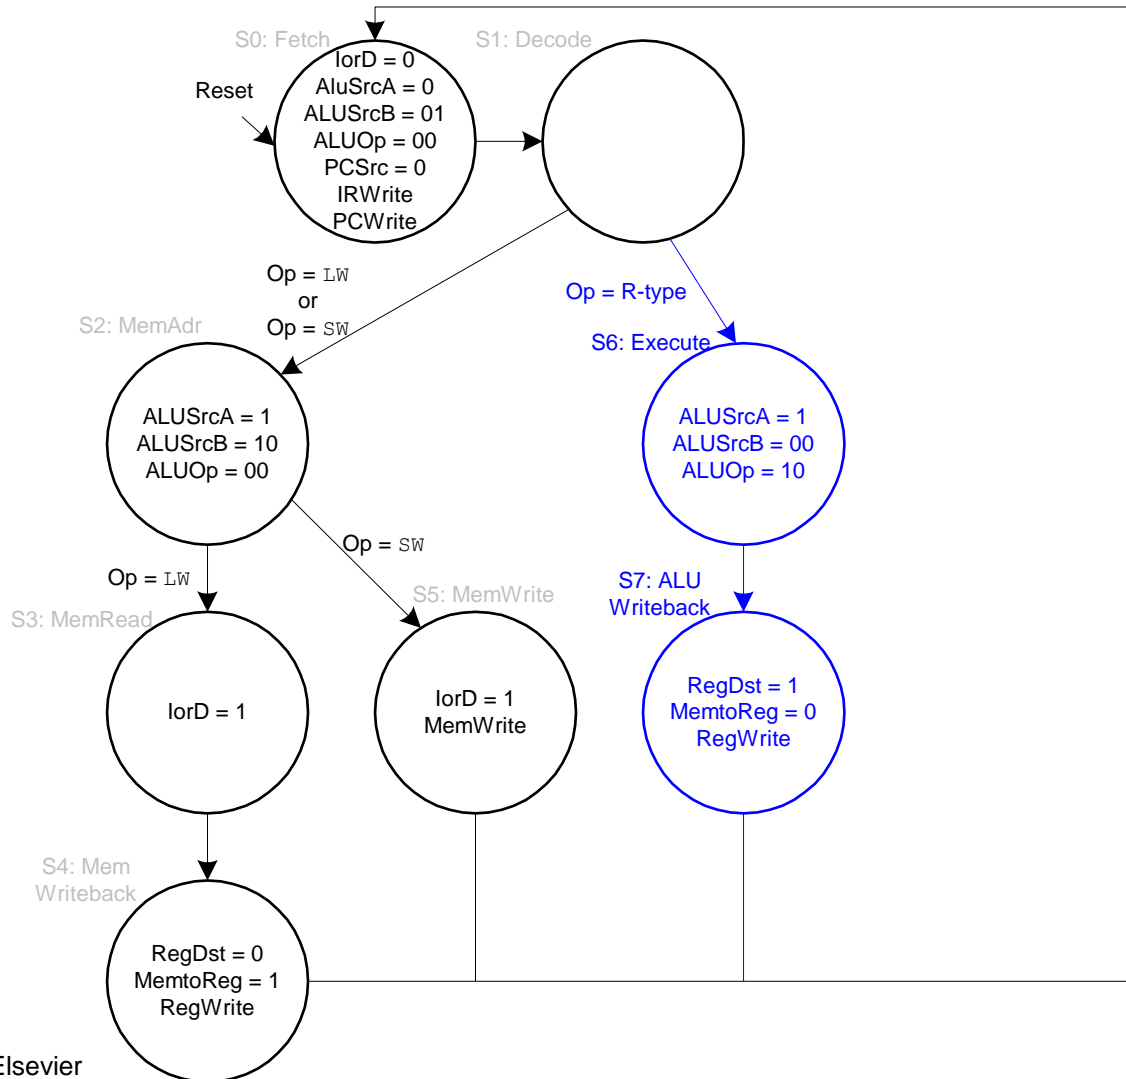 S0: Fetch
S1: Decode
Reset
IorD = 0
AluSrcA = 0
ALUSrcB = 01
ALUOp = 00
PCSrc = 0
IRWrite
PCWrite
Op = LW
or
Op = SW
Op = R-type
S2: MemAdr
S6: Execute
ALUSrcA = 1
ALUSrcB = 10
ALUOp = 00
ALUSrcA = 1
ALUSrcB = 00
ALUOp = 10
Op = SW
Op = LW
S7: ALU
Writeback
S5: MemWrite
S3: MemRead
IorD = 1
IorD = 1
MemWrite
RegDst = 1
MemtoReg = 0
RegWrite
S4: Mem
Writeback
RegDst = 0
MemtoReg = 1
RegWrite
Elsevier